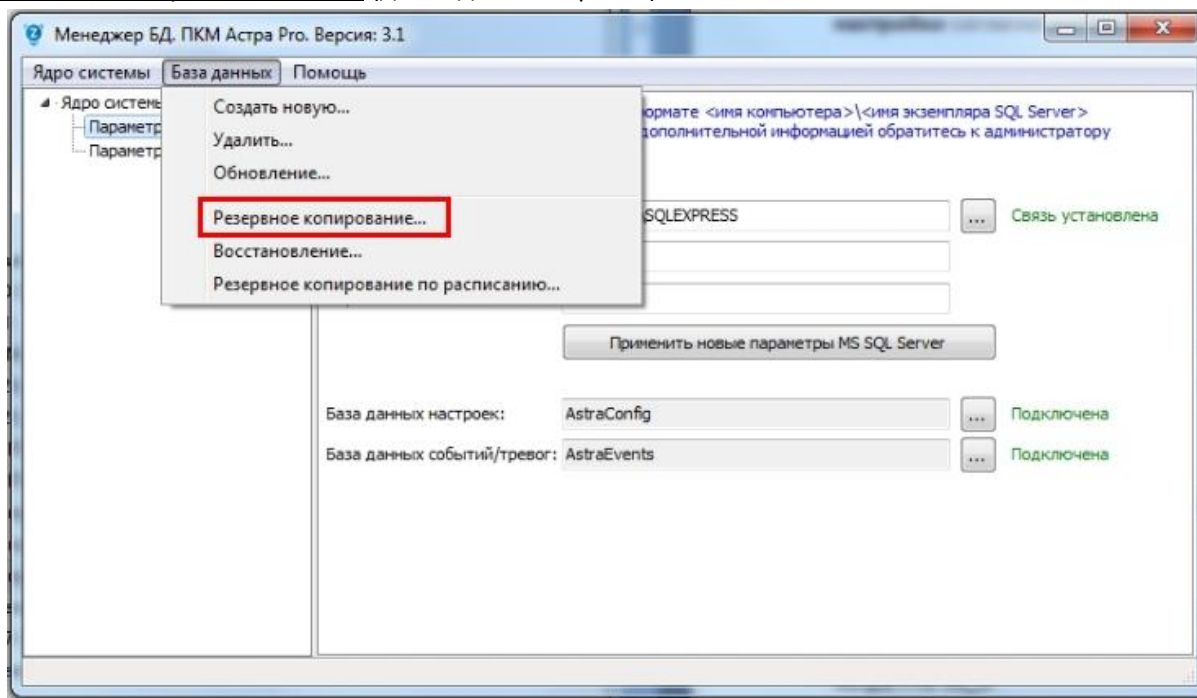 Менеджер БД. ПКМ Астра Pro. Версия: 3.1
Ядро системы База данных Помощь
Ядро системы
Параметр
Параметр
Создать новую...
Удалить...
Обновление...
Резервное копирование...
Восстановление...
Резервное копирование по расписанию...
формате <имя компьютера>\<имя экземпляра SQL Server>
дополнительной информацией обратитесь к администратору
SQLEXPRESS ... Связь установлена
Применить новые параметры MS SQL Server
База данных настроек: AstraConfig ... Подключена
База данных событий/тревог: AstraEvents ... Подключена